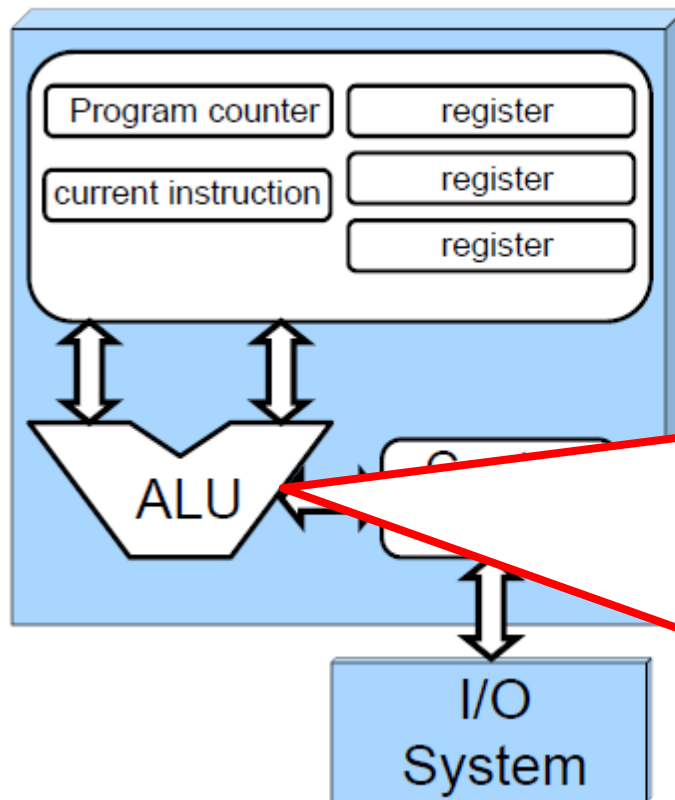 Program counter
register
current instruction
register
register
ALU
I/O
System